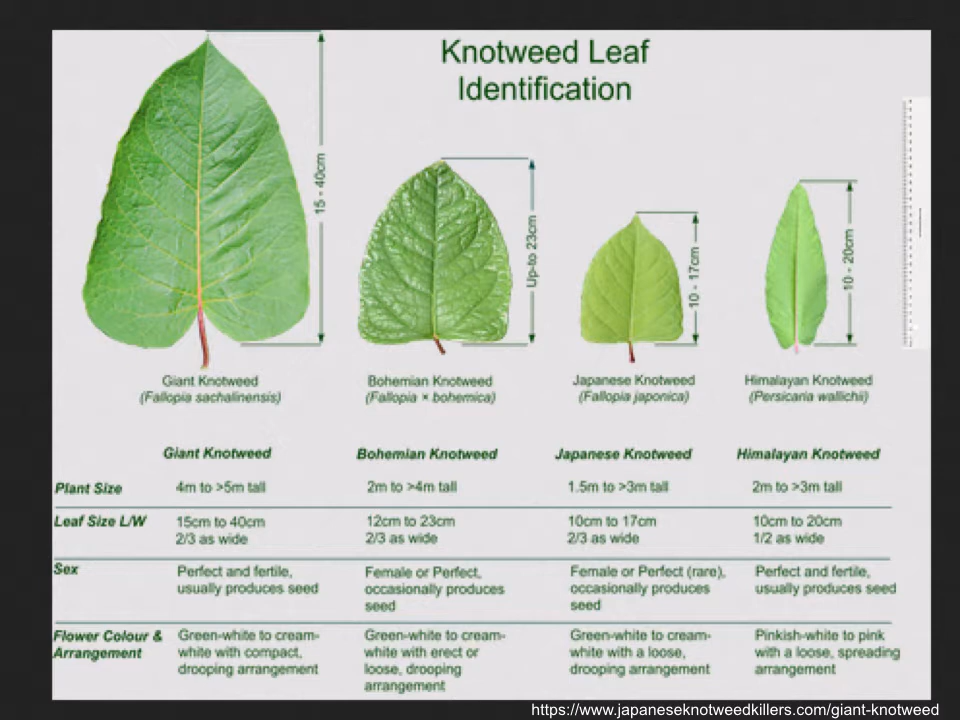 Knotweed Leaf
Identification
15 - 40cm
Up-to 23cm
10 - 17cm
10 - 20cm
Giant Knotweed
(Fallopia sachalinensis)
Bohemian Knotweed
(Fallopia × bohemica)
Japanese Knotweed
(Fallopia japonica)
Himalayan Knotweed
(Persicaria wallichii)
Giant Knotweed Bohemian Knotweed Japanese Knotweed Himalayan Knotweed
Plant Size 4m to >5m tall 2m to >4m tall 1.5m to >3m tall 2m to >3m tall
Leaf Size L/W 15cm to 40cm 12cm to 23cm 10cm to 17cm 10cm to 20cm
2/3 as wide 2/3 as wide 2/3 as wide 1/2 as wide
Sex Perfect and fertile, Female or Perfect, Female or Perfect (rare), Perfect and fertile,
usually produces seed occasionally produces occasionally produces usually produces seed
seed seed
Flower Colour & Green-white to cream- Green-white to cream- Green-white to cream- Pinkish-white to pink
Arrangement white with compact, white with erect or white with a loose, with a loose, spreading
drooping arrangement loose, drooping drooping arrangement arrangement
arrangement
https://www.japaneseknotweedkillers.com/giant-knotweed